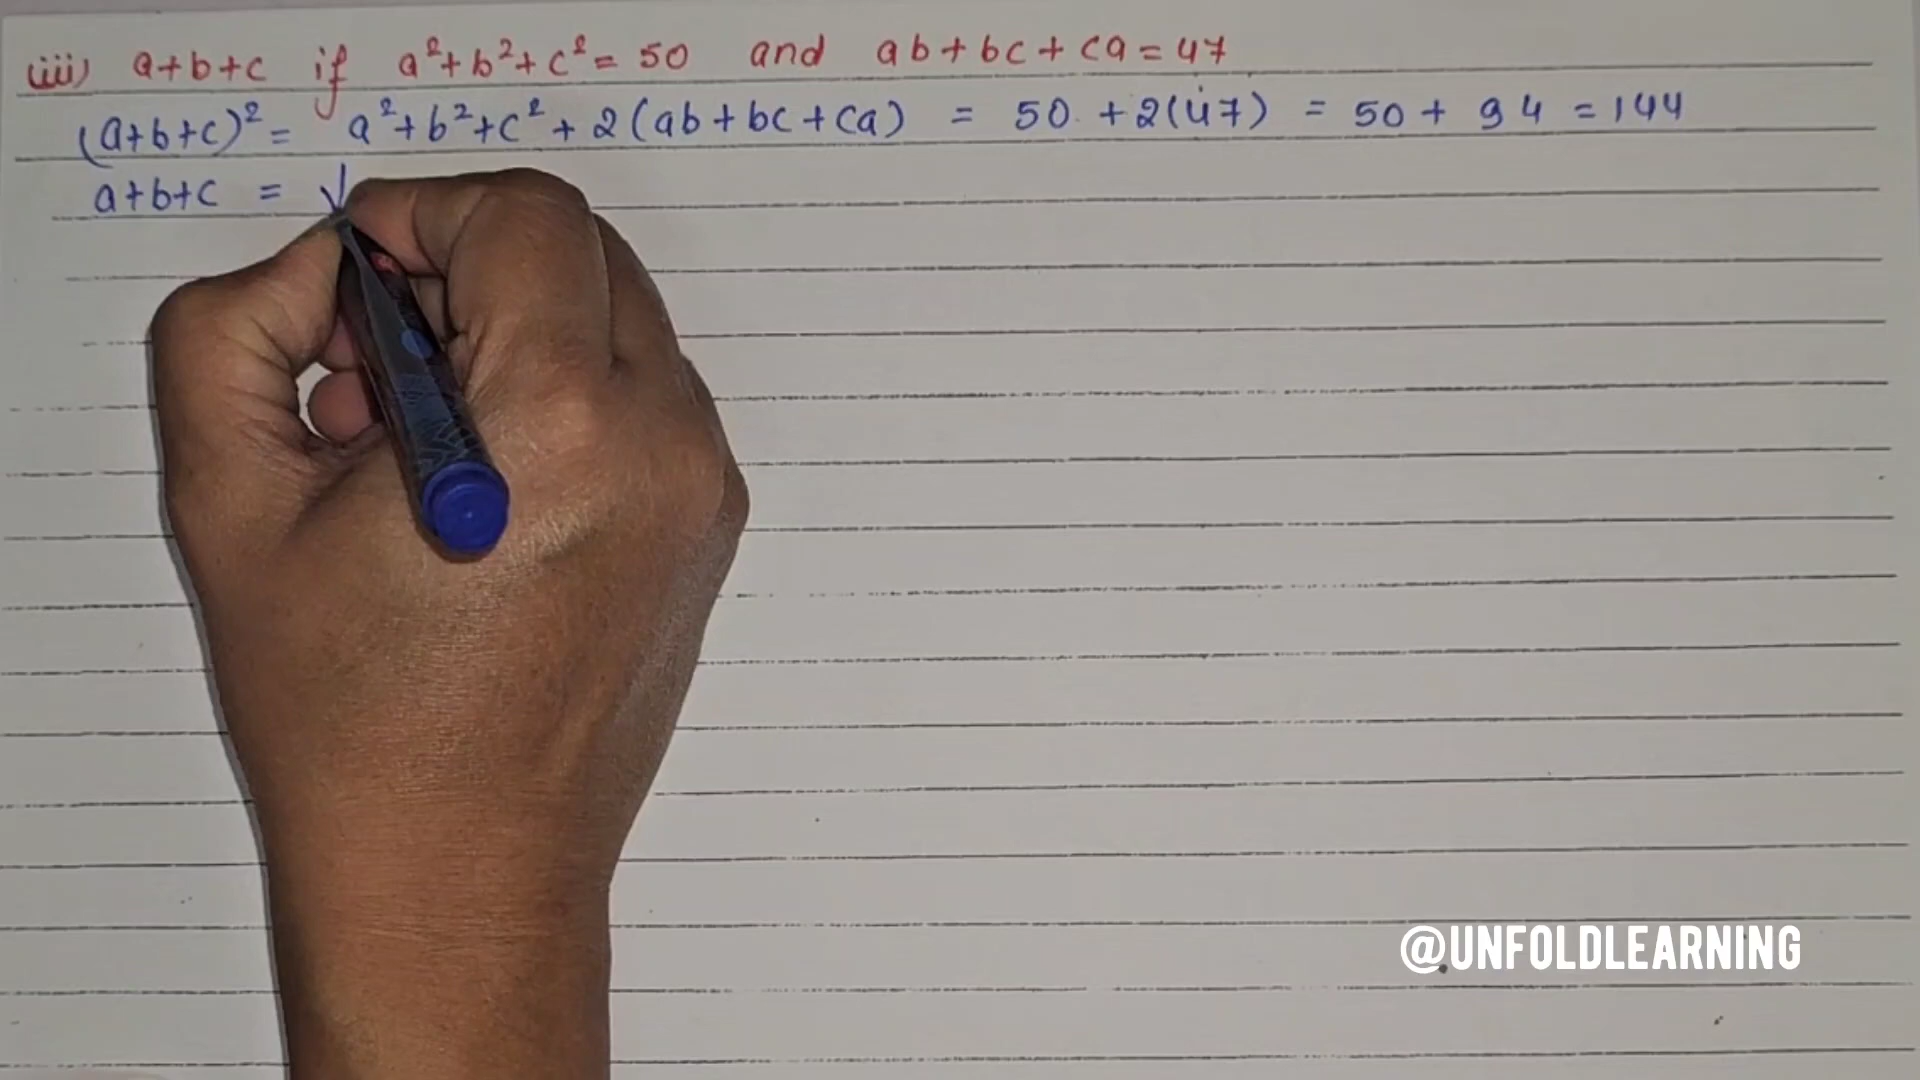 iii) a+b+c if a²+b²+c² = 50 and ab+bc+ca=47
(a+b+c)² = a²+b²+c²+2(ab+bc+ca) = 50 +2(47) = 50 + 94 = 144
a+b+c = √
@UNFOLDLEARNING